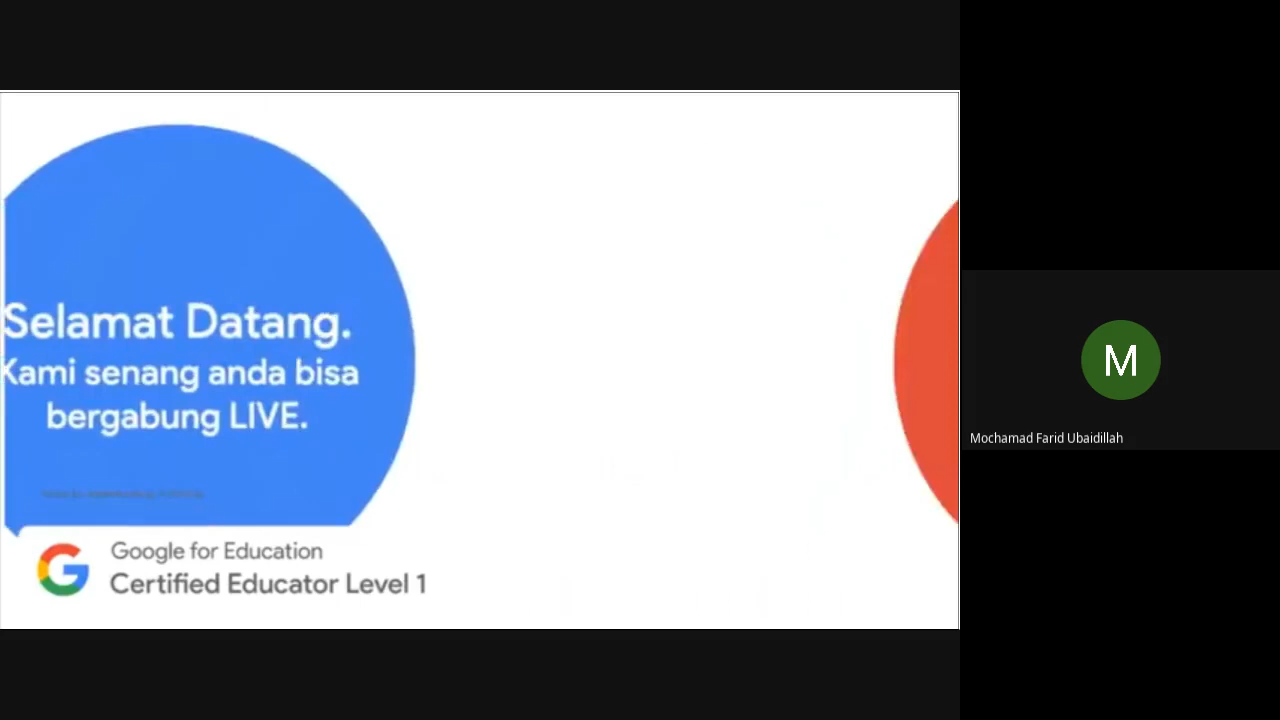 Selamat Datang.
Kami senang anda bisa
bergabung LIVE.
Google for Education
Certified Educator Level 1
M
Mochamad Farid Ubaidillah